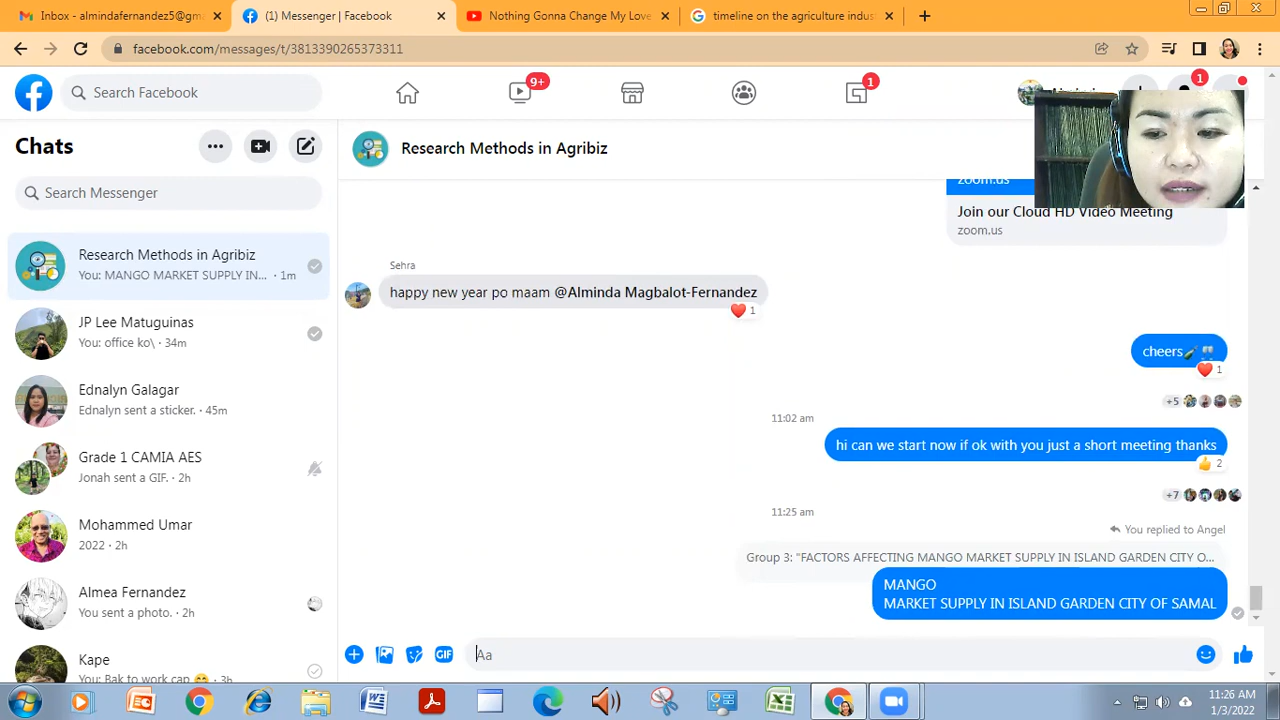 Inbox - almindafernandez5@gm
(1) Messenger | Facebook
Nothing Gonna Change My Love
timeline on the agriculture indus
facebook.com/messages/t/3813390265373311
Search Facebook
9+
1
1
Chats
Search Messenger
Research Methods in Agribiz
You: MANGO MARKET SUPPLY IN... · 1m
JP Lee Matuguinas
You: office ko\ · 34m
Ednalyn Galagar
Ednalyn sent a sticker. · 45m
Grade 1 CAMIA AES
Jonah sent a GIF. · 2h
Mohammed Umar
2022 · 2h
Almea Fernandez
You sent a photo. · 2h
Kape
You: Bak to work cap · 3h
Research Methods in Agribiz
zoom.us
Join our Cloud HD Video Meeting
zoom.us
Sehra
happy new year po maam @Alminda Magbalot-Fernandez
1
cheers
1
+5
11:02 am
hi can we start now if ok with you just a short meeting thanks
2
+7
11:25 am
You replied to Angel
Group 3: "FACTORS AFFECTING MANGO MARKET SUPPLY IN ISLAND GARDEN CITY O...
MANGO
MARKET SUPPLY IN ISLAND GARDEN CITY OF SAMAL
GIF
Aa
11:26 AM
1/3/2022